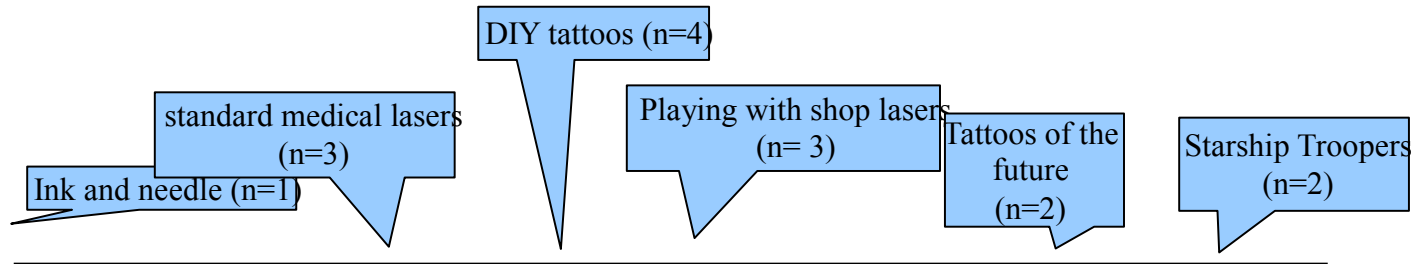 DIY tattoos (n=4)
standard medical lasers
(n=3)
Playing with shop lasers
(n= 3)
Tattoos of the
future
(n=2)
Starship Troopers
(n=2)
Ink and needle (n=1)